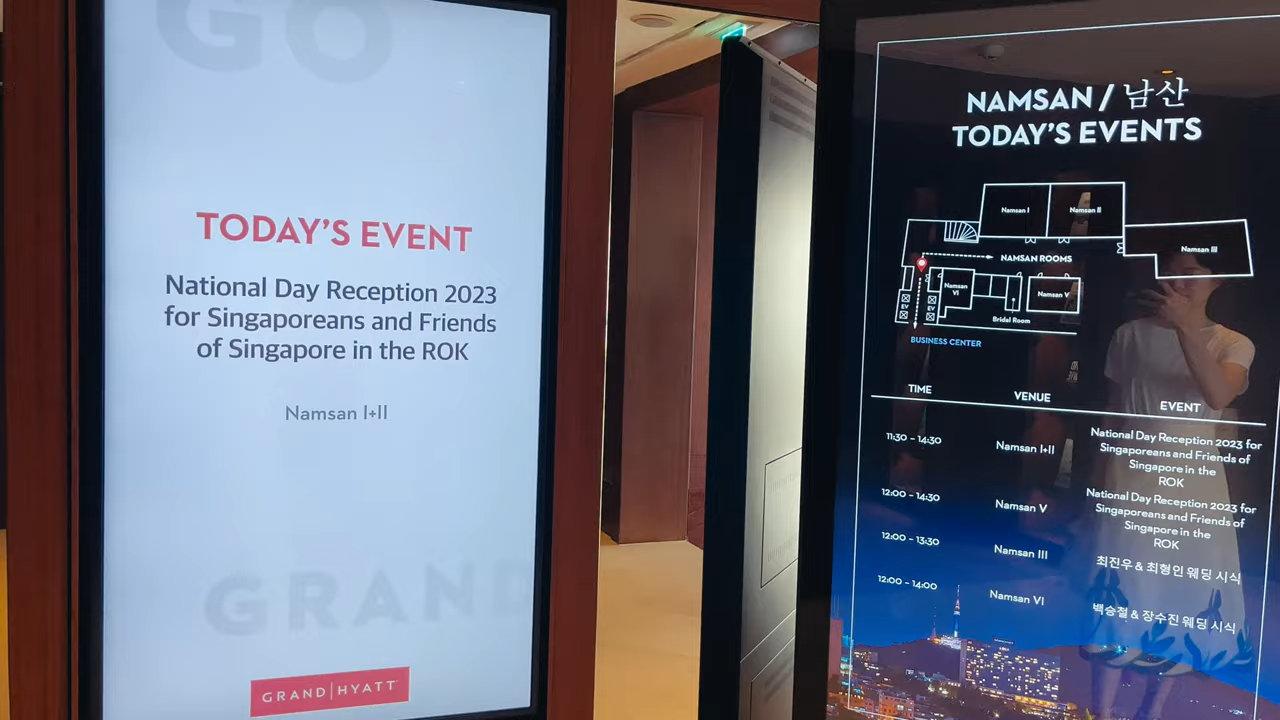 GO
TODAY'S EVENT
National Day Reception 2023
for Singaporeans and Friends
of Singapore in the ROK
Namsan I+II
GRAND
GRAND | HYATT
NAMSAN / 남산
TODAY'S EVENTS
Namsan I
Namsan II
Namsan III
NAMSAN ROOMS
Namsan
VI
Namsan V
EV
EV
Bridal Room
BUSINESS CENTER
TIME VENUE EVENT
11:30 - 14:30 Namsan I+II National Day Reception 2023 for
Singaporeans and Friends of
Singapore in the
ROK
12:00 - 14:30 Namsan V National Day Reception 2023 for
Singaporeans and Friends of
Singapore in the
ROK
12:00 - 13:30 Namsan III 최진우 & 최형인 웨딩 시식
12:00 - 14:00 Namsan VI 백승철 & 장수진 웨딩 시식